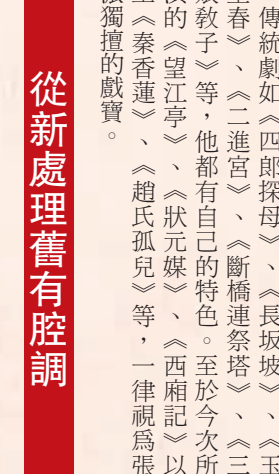 傳統劇如《四郎探母》、《長坂坡》、《玉
堂春》、《二進宮》、《斷橋連祭塔》、《三
娘教子》等，他都有自己的特色。至於今次所
演的《望江亭》、《狀元媒》、《西廂記》以
至《秦香蓮》、《趙氏孤兒》等，一律視爲張
派獨擅的戲寶。
從新處理舊有腔調